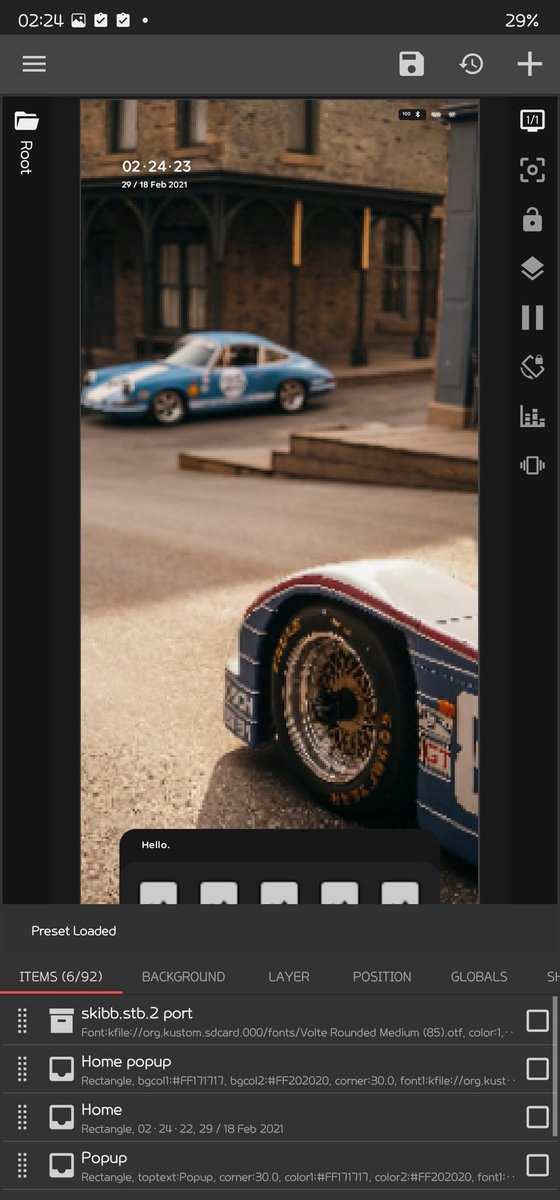 02:24
29%
1/1
Root
100
02·24·23
29 / 18 Feb 2021
GOODYEAR
GT
Hello.
Preset Loaded
ITEMS (6/92) BACKGROUND LAYER POSITION GLOBALS SH
skibb.stb.2 port
Font:kfile://org.kustom.sdcard.000/fonts/Volte Rounded Medium (85).otf, color:1,··
Home popup
Rectangle, bgcol1:#FF171717, bgcol2:#FF202020, corner:30.0, font1:kfile://org.kust··
Home
Rectangle, 02 · 24 · 22, 29 / 18 Feb 2021
Popup
Rectangle, toptext:Popup, corner:30.0, color1:#FF171717, color2:#FF202020, font1:··